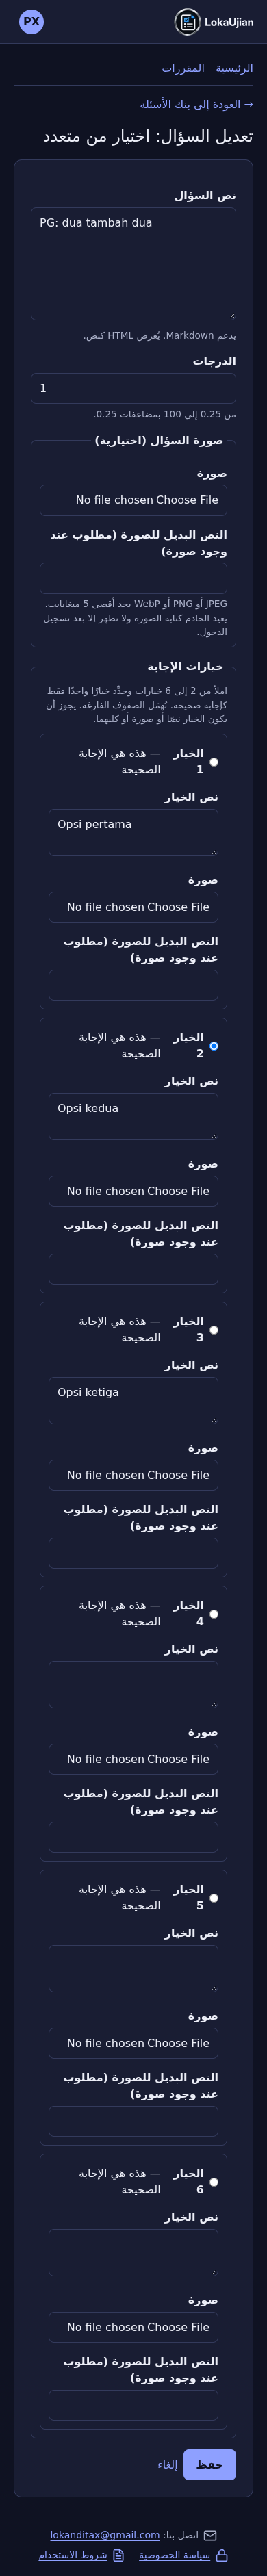 LokaUjian
PX
الرئيسية المقررات
→ العودة إلى بنك الأسئلة
تعديل السؤال: اختيار من متعدد
نص السؤال
PG: dua tambah dua
يدعم Markdown. يُعرض HTML كنص.
الدرجات
1
من 0.25 إلى 100 بمضاعفات 0.25.
صورة السؤال (اختيارية)
صورة
Choose File No file chosen
النص البديل للصورة (مطلوب عند
وجود صورة)
JPEG أو PNG أو WebP بحد أقصى 5 ميغابايت.
يعيد الخادم كتابة الصورة ولا تظهر إلا بعد تسجيل
الدخول.
خيارات الإجابة
املأ من 2 إلى 6 خيارات وحدِّد خيارًا واحدًا فقط
كإجابة صحيحة. تُهمَل الصفوف الفارغة. يجوز أن
يكون الخيار نصًا أو صورة أو كليهما.
الخيار 1 — هذه هي الإجابة الصحيحة
نص الخيار
Opsi pertama
صورة
Choose File No file chosen
النص البديل للصورة (مطلوب
عند وجود صورة)
الخيار 2 — هذه هي الإجابة الصحيحة
نص الخيار
Opsi kedua
صورة
Choose File No file chosen
النص البديل للصورة (مطلوب
عند وجود صورة)
الخيار 3 — هذه هي الإجابة الصحيحة
نص الخيار
Opsi ketiga
صورة
Choose File No file chosen
النص البديل للصورة (مطلوب
عند وجود صورة)
الخيار 4 — هذه هي الإجابة الصحيحة
نص الخيار
صورة
Choose File No file chosen
النص البديل للصورة (مطلوب
عند وجود صورة)
الخيار 5 — هذه هي الإجابة الصحيحة
نص الخيار
صورة
Choose File No file chosen
النص البديل للصورة (مطلوب
عند وجود صورة)
الخيار 6 — هذه هي الإجابة الصحيحة
نص الخيار
صورة
Choose File No file chosen
النص البديل للصورة (مطلوب
عند وجود صورة)
حفظ إلغاء
اتصل بنا: lokanditax@gmail.com
سياسة الخصوصية شروط الاستخدام